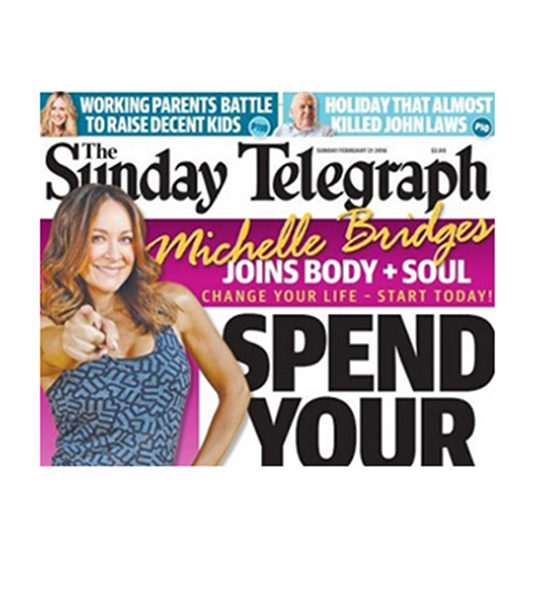 WORKING PARENTS BATTLE
TO RAISE DECENT KIDS
HOLIDAY THAT ALMOST
KILLED JOHN LAWS P10
The
Sunday Telegraph
SUNDAY FEBRUARY 21 2016
Michelle Bridges
JOINS BODY + SOUL
CHANGE YOUR LIFE - START TODAY!
SPEND
YOUR